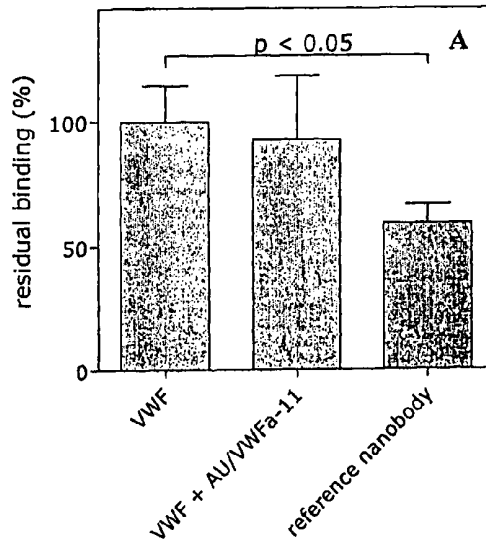 A
p < 0.05
residual binding (%)
100
50
0
VWF
VWF + AU/VWFa-11
reference nanobody